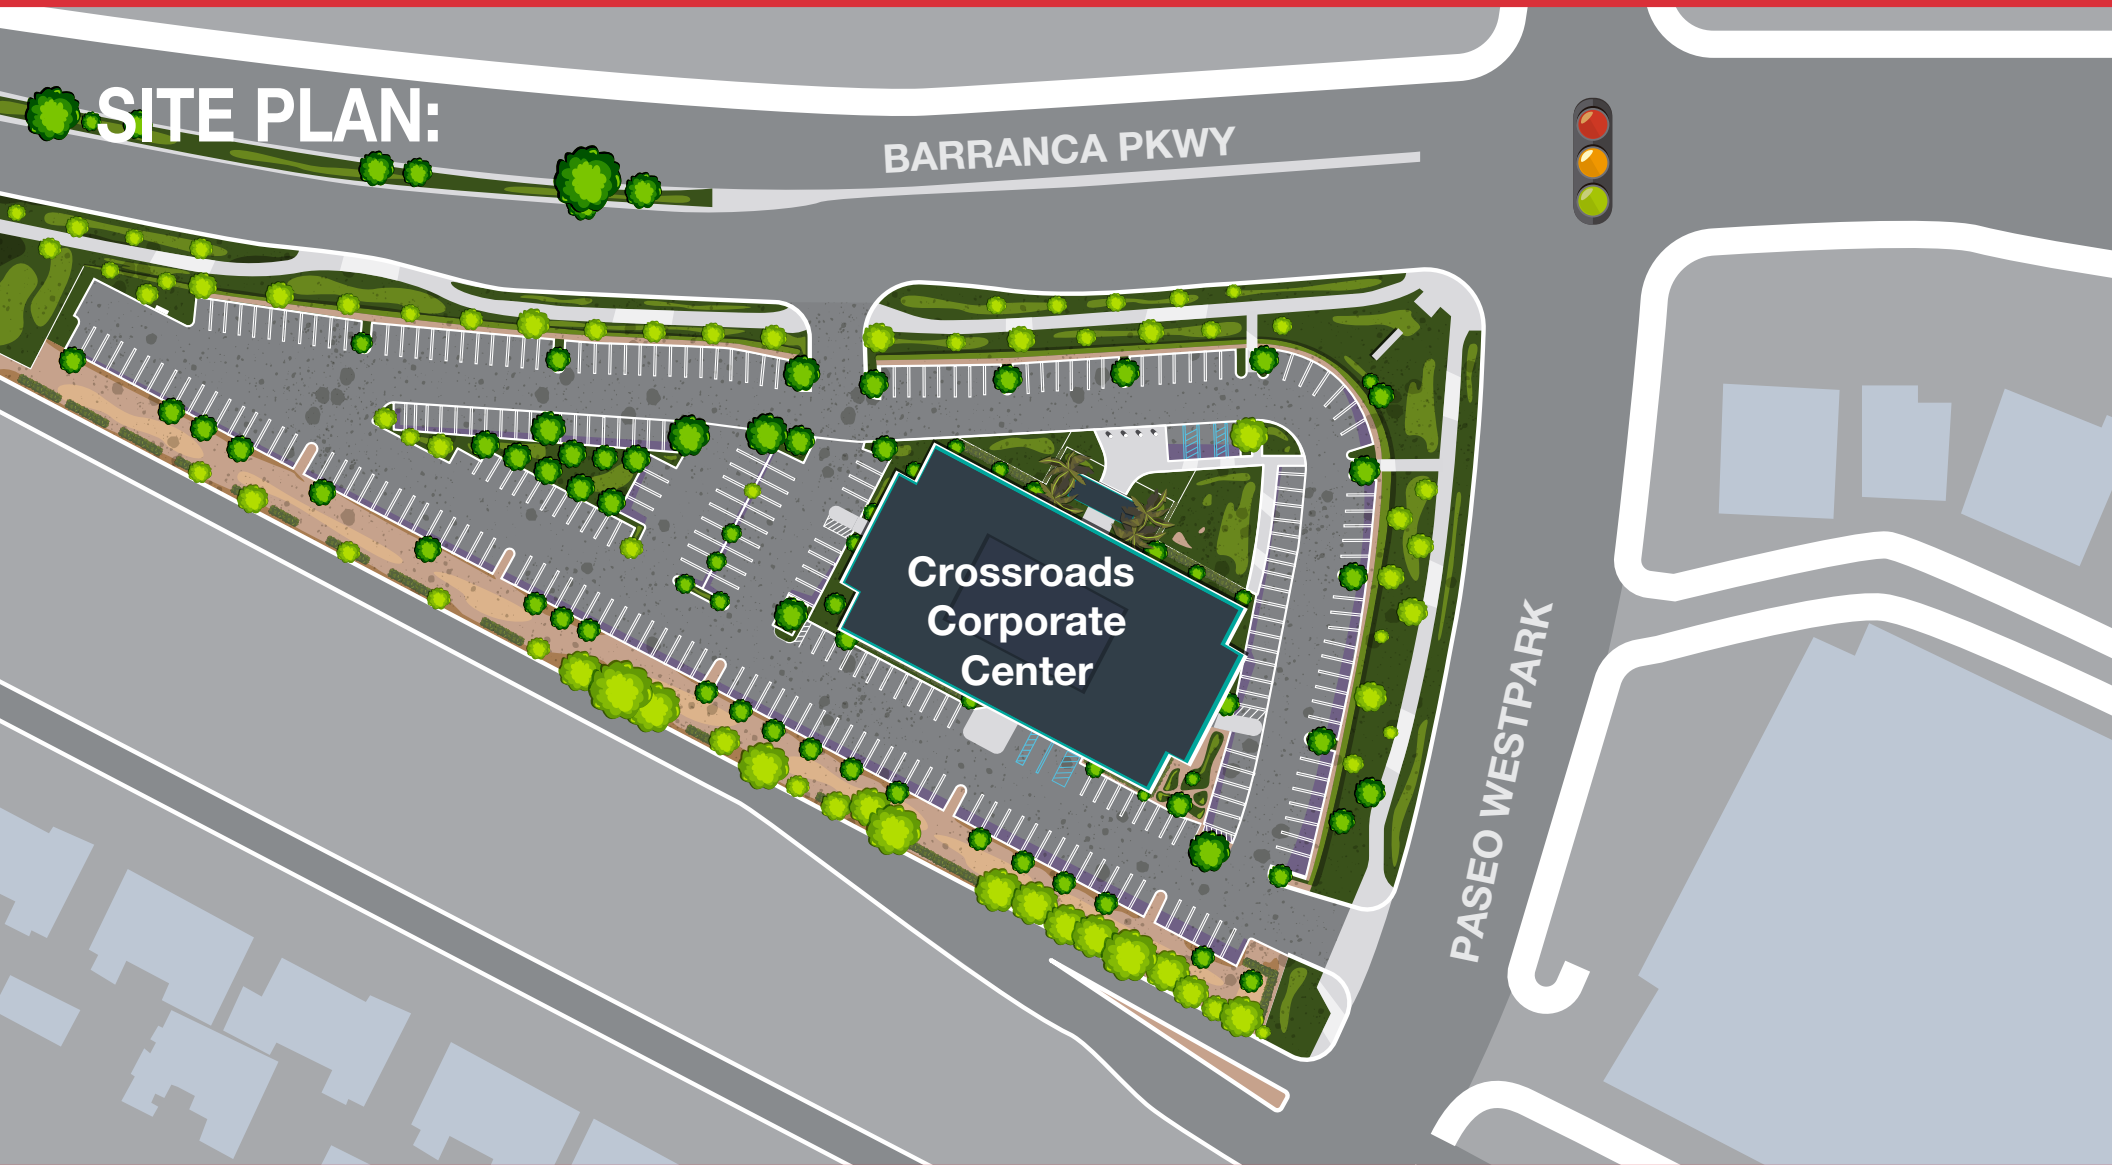 SITE PLAN:
BARRANCA PKWY
Crossroads
Corporate
Center
PASEO WESTPARK